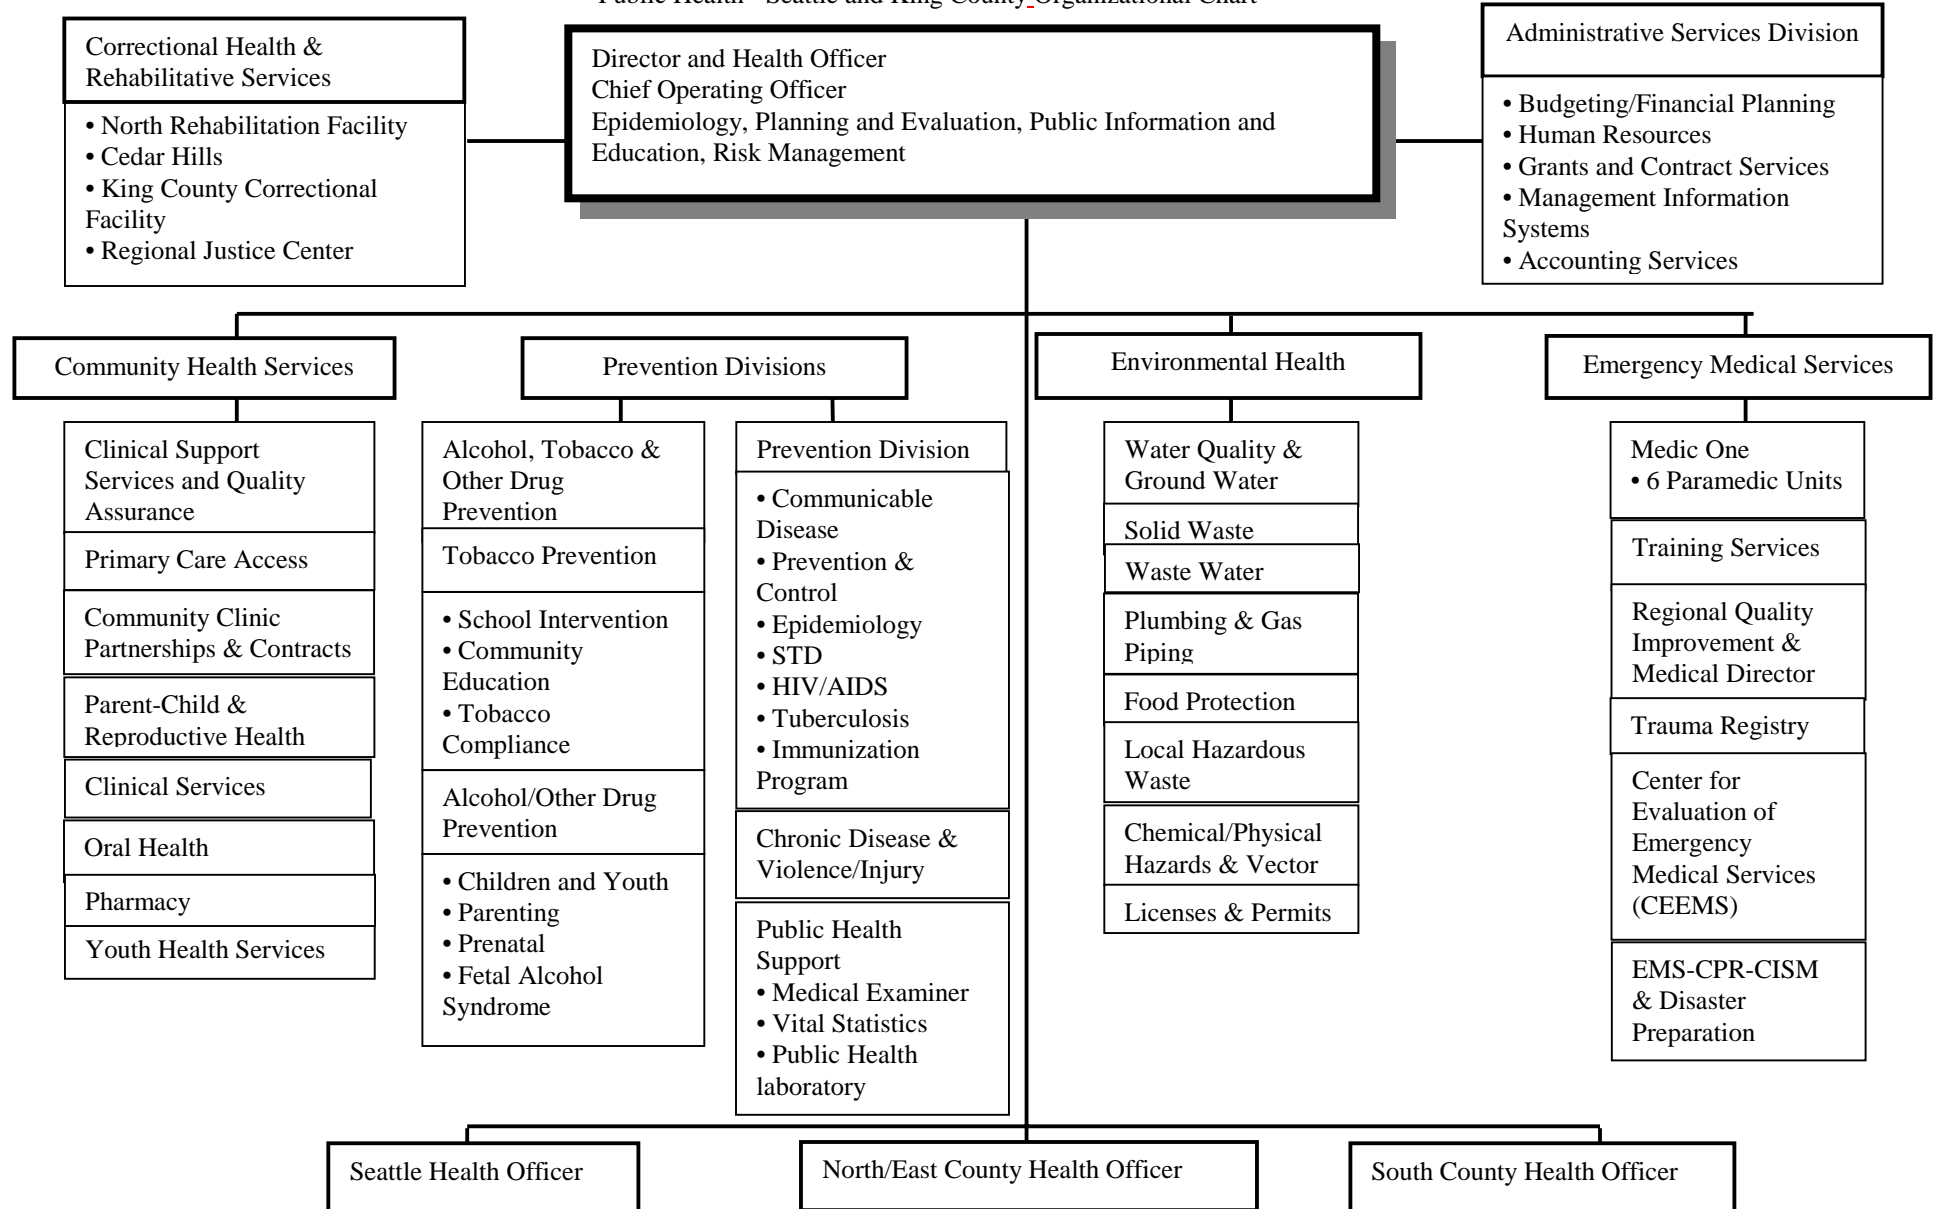 Public Health - Seattle and King County Organizational Chart
Correctional Health &
Rehabilitative Services
• North Rehabilitation Facility
• Cedar Hills
• King County Correctional
Facility
• Regional Justice Center
Director and Health Officer
Chief Operating Officer
Epidemiology, Planning and Evaluation, Public Information and
Education, Risk Management
Administrative Services Division
• Budgeting/Financial Planning
• Human Resources
• Grants and Contract Services
• Management Information
Systems
• Accounting Services
Community Health Services
Clinical Support
Services and Quality
Assurance
Primary Care Access
Community Clinic
Partnerships & Contracts
Parent-Child &
Reproductive Health
Clinical Services
Oral Health
Pharmacy
Youth Health Services
Prevention Divisions
Alcohol, Tobacco &
Other Drug
Prevention
Tobacco Prevention
• School Intervention
• Community
Education
• Tobacco
Compliance
Alcohol/Other Drug
Prevention
• Children and Youth
• Parenting
• Prenatal
• Fetal Alcohol
Syndrome
Prevention Division
• Communicable
Disease
• Prevention &
Control
• Epidemiology
• STD
• HIV/AIDS
• Tuberculosis
• Immunization
Program
Chronic Disease &
Violence/Injury
Public Health
Support
• Medical Examiner
• Vital Statistics
• Public Health
laboratory
Environmental Health
Water Quality &
Ground Water
Solid Waste
Waste Water
Plumbing & Gas
Piping
Food Protection
Local Hazardous
Waste
Chemical/Physical
Hazards & Vector
Licenses & Permits
Emergency Medical Services
Medic One
• 6 Paramedic Units
Training Services
Regional Quality
Improvement &
Medical Director
Trauma Registry
Center for
Evaluation of
Emergency
Medical Services
(CEEMS)
EMS-CPR-CISM
& Disaster
Preparation
Seattle Health Officer
North/East County Health Officer
South County Health Officer